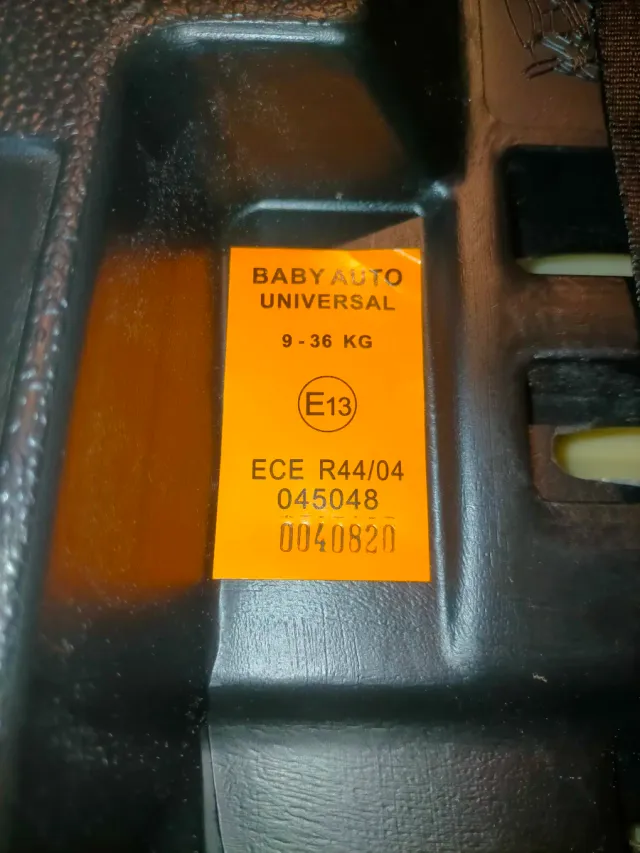 BABY AUTO
UNIVERSAL
9 - 36 KG
E13
ECE R44/04
045048
0040820